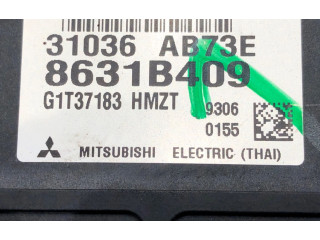 31036 AB73E
8631B409
G1T37183 HMZT
9306
0155
MITSUBISHI ELECTRIC (THAI)